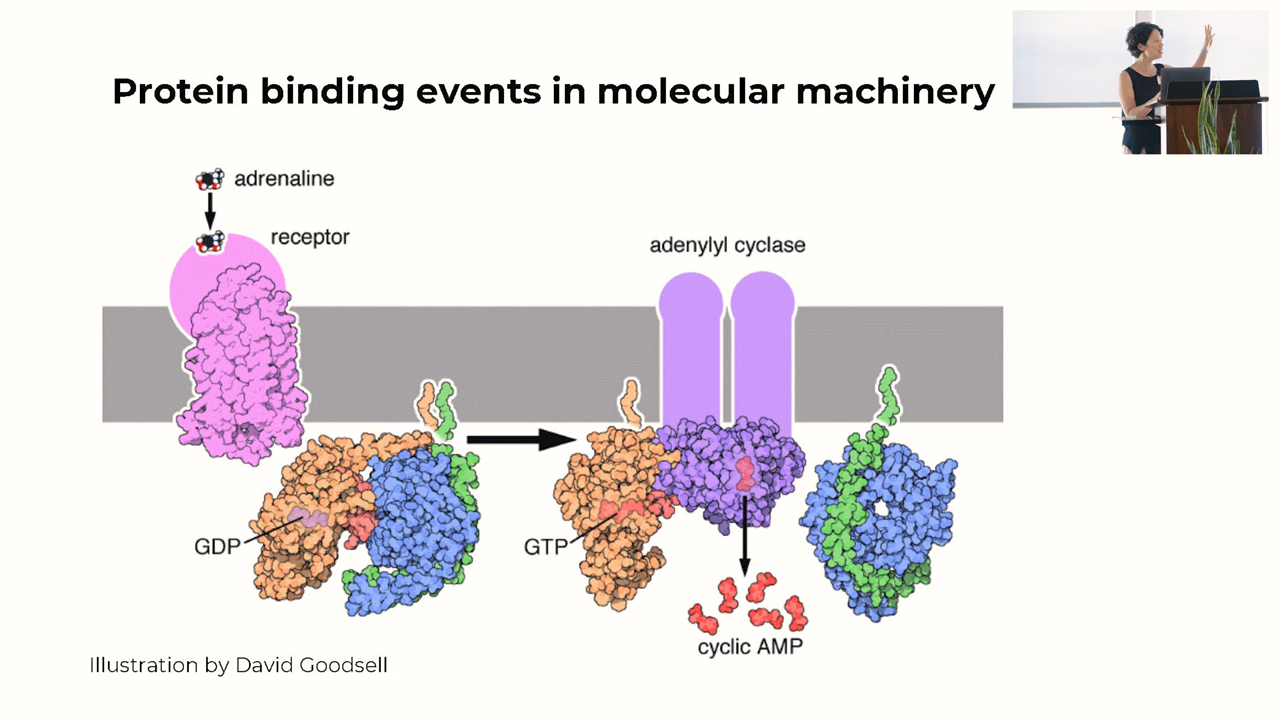 Protein binding events in molecular machinery
adrenaline
receptor
adenylyl cyclase
GDP
GTP
cyclic AMP
Illustration by David Goodsell